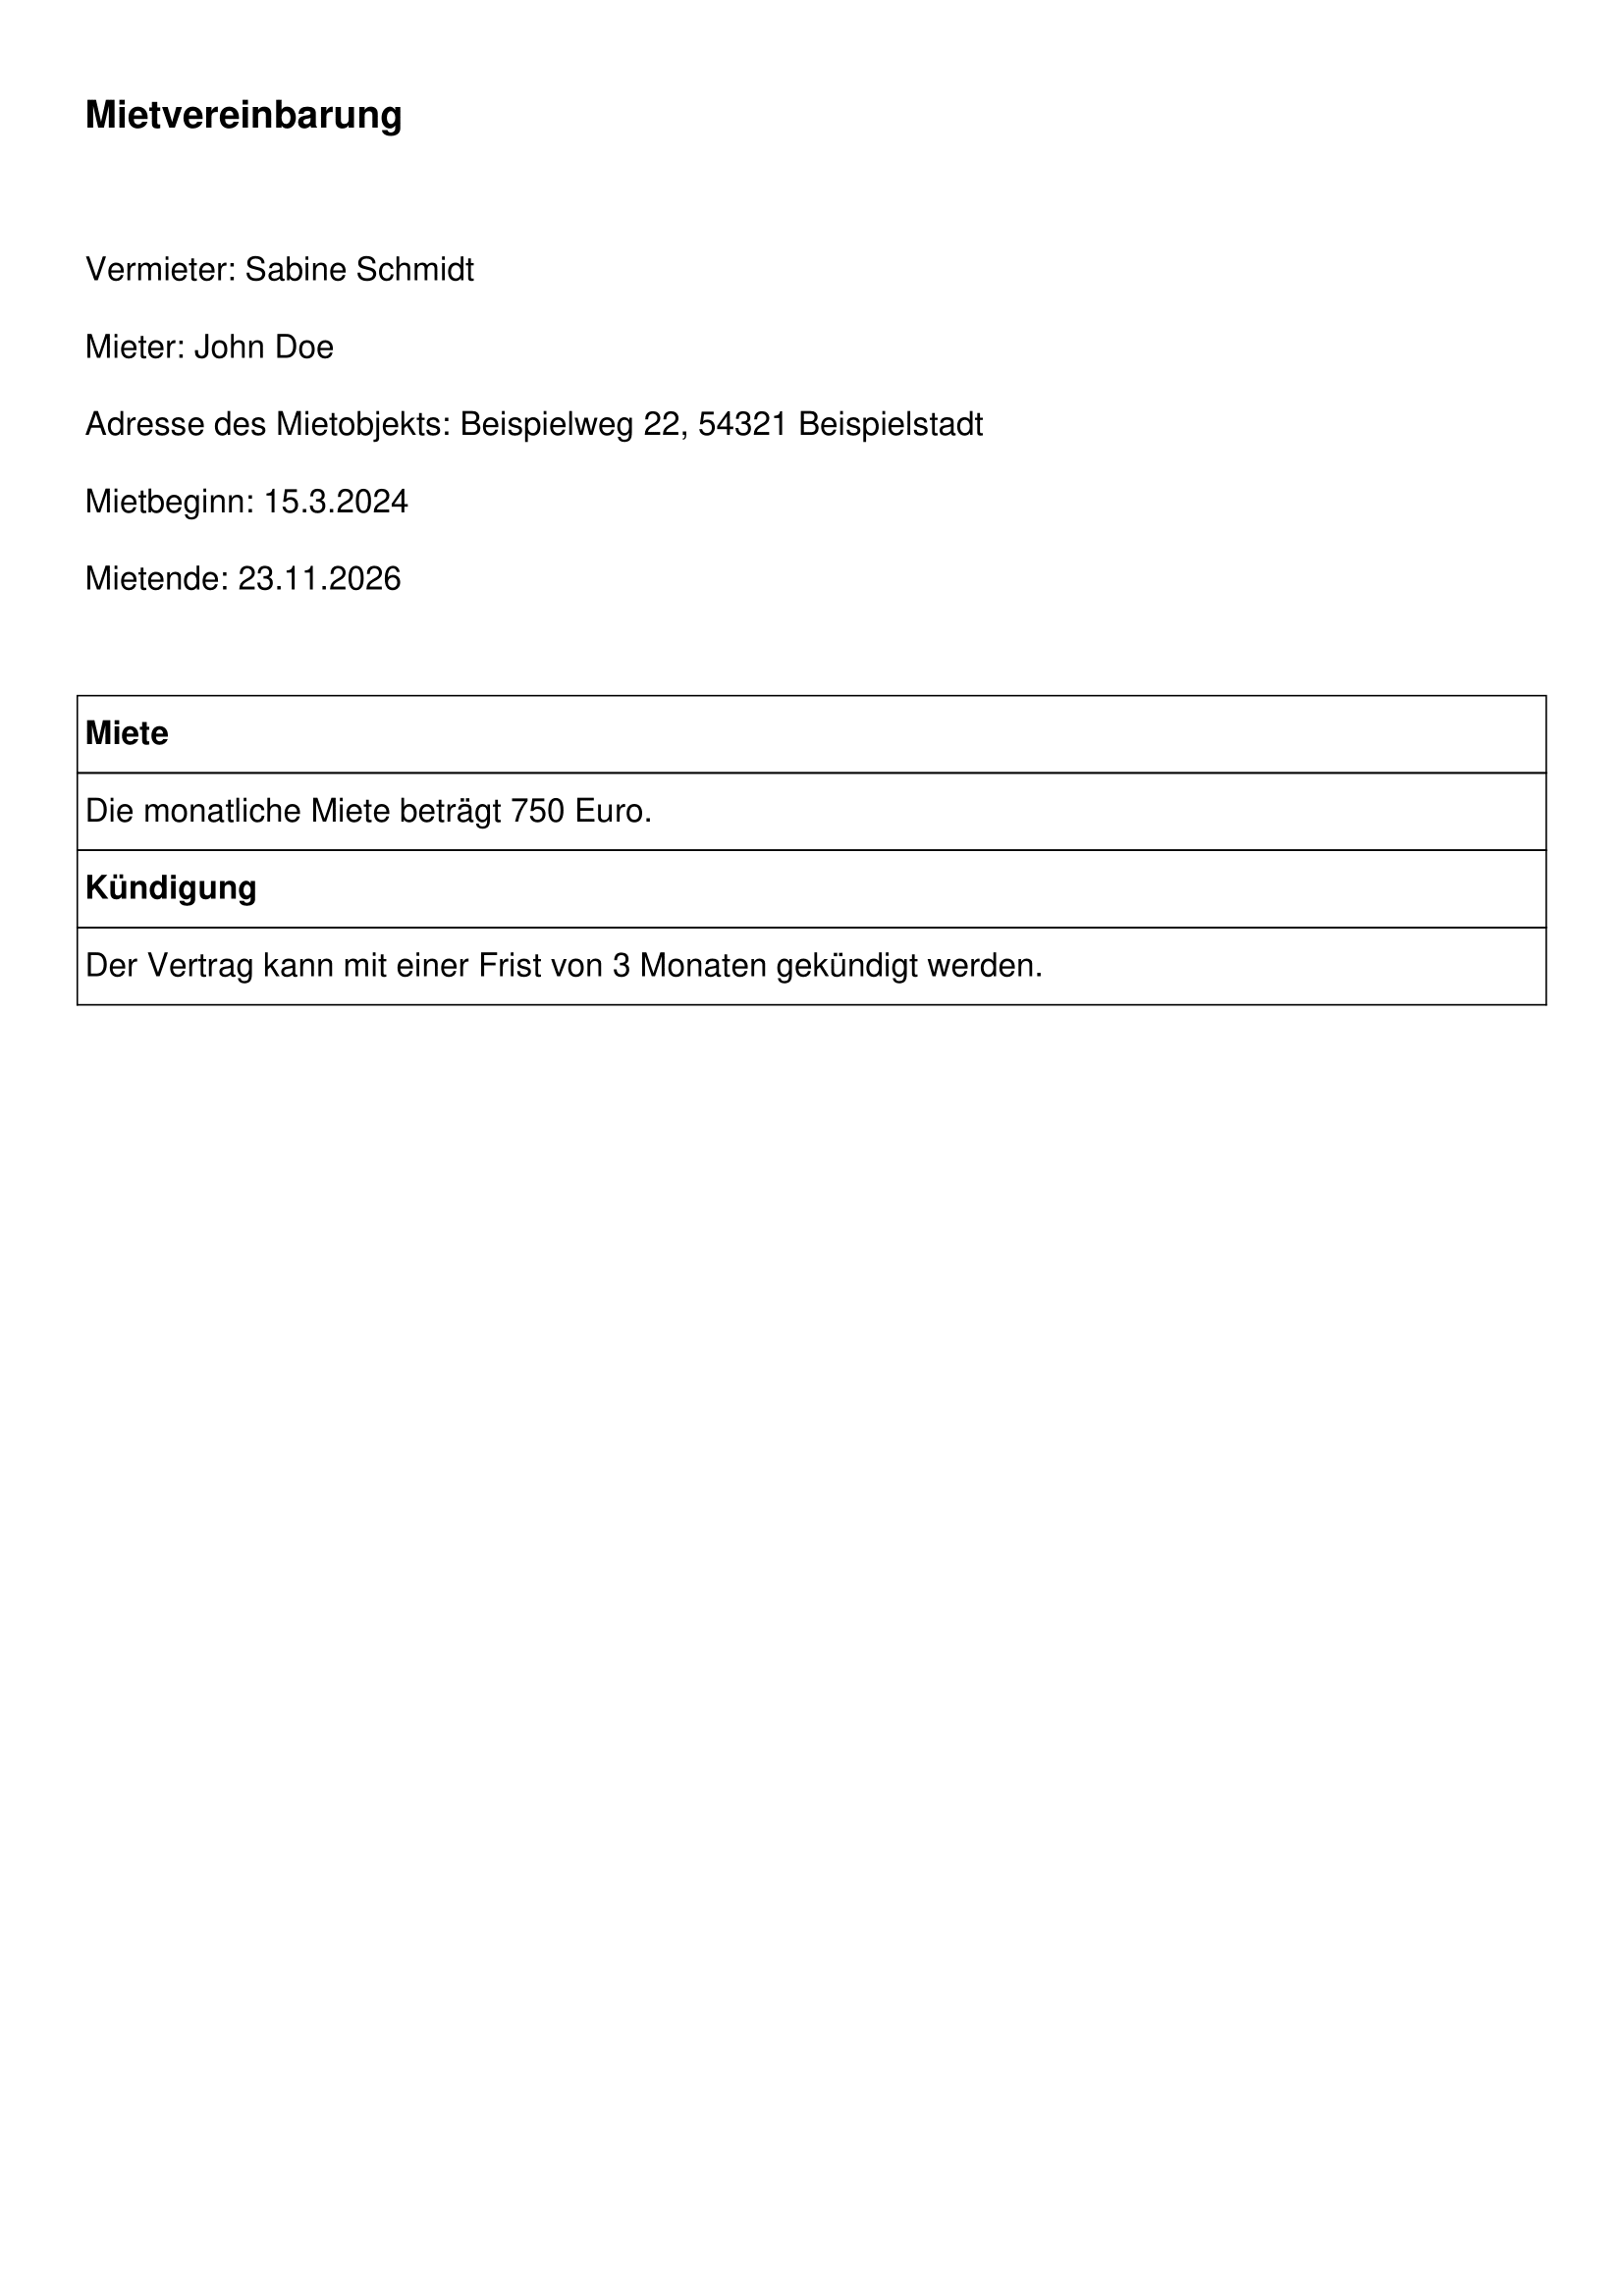 Mietvereinbarung
Vermieter: Sabine Schmidt
Mieter: John Doe
Adresse des Mietobjekts: Beispielweg 22, 54321 Beispielstadt
Mietbeginn: 15.3.2024
Mietende: 23.11.2026
Miete
Die monatliche Miete beträgt 750 Euro.
Kündigung
Der Vertrag kann mit einer Frist von 3 Monaten gekündigt werden.